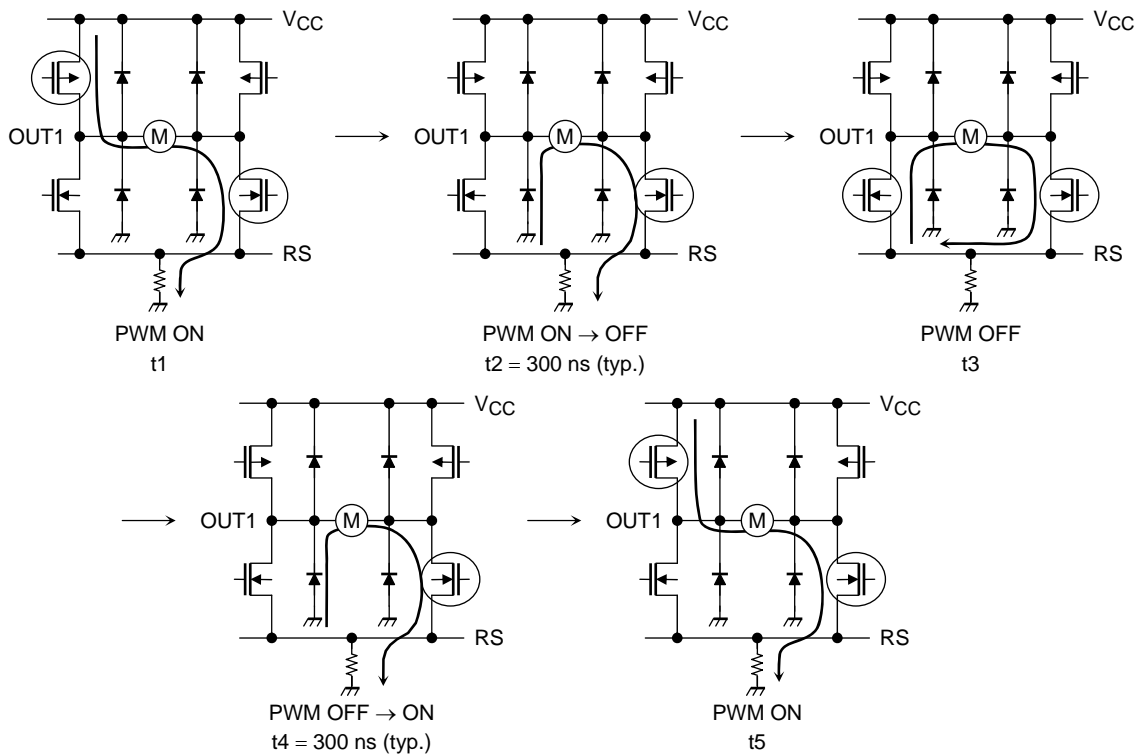 VCC
OUT1
M
RS
PWM ON
t1
VCC
OUT1
M
RS
PWM ON → OFF
t2 = 300 ns (typ.)
VCC
OUT1
M
RS
PWM OFF
t3
VCC
OUT1
M
RS
PWM OFF → ON
t4 = 300 ns (typ.)
VCC
OUT1
M
RS
PWM ON
t5